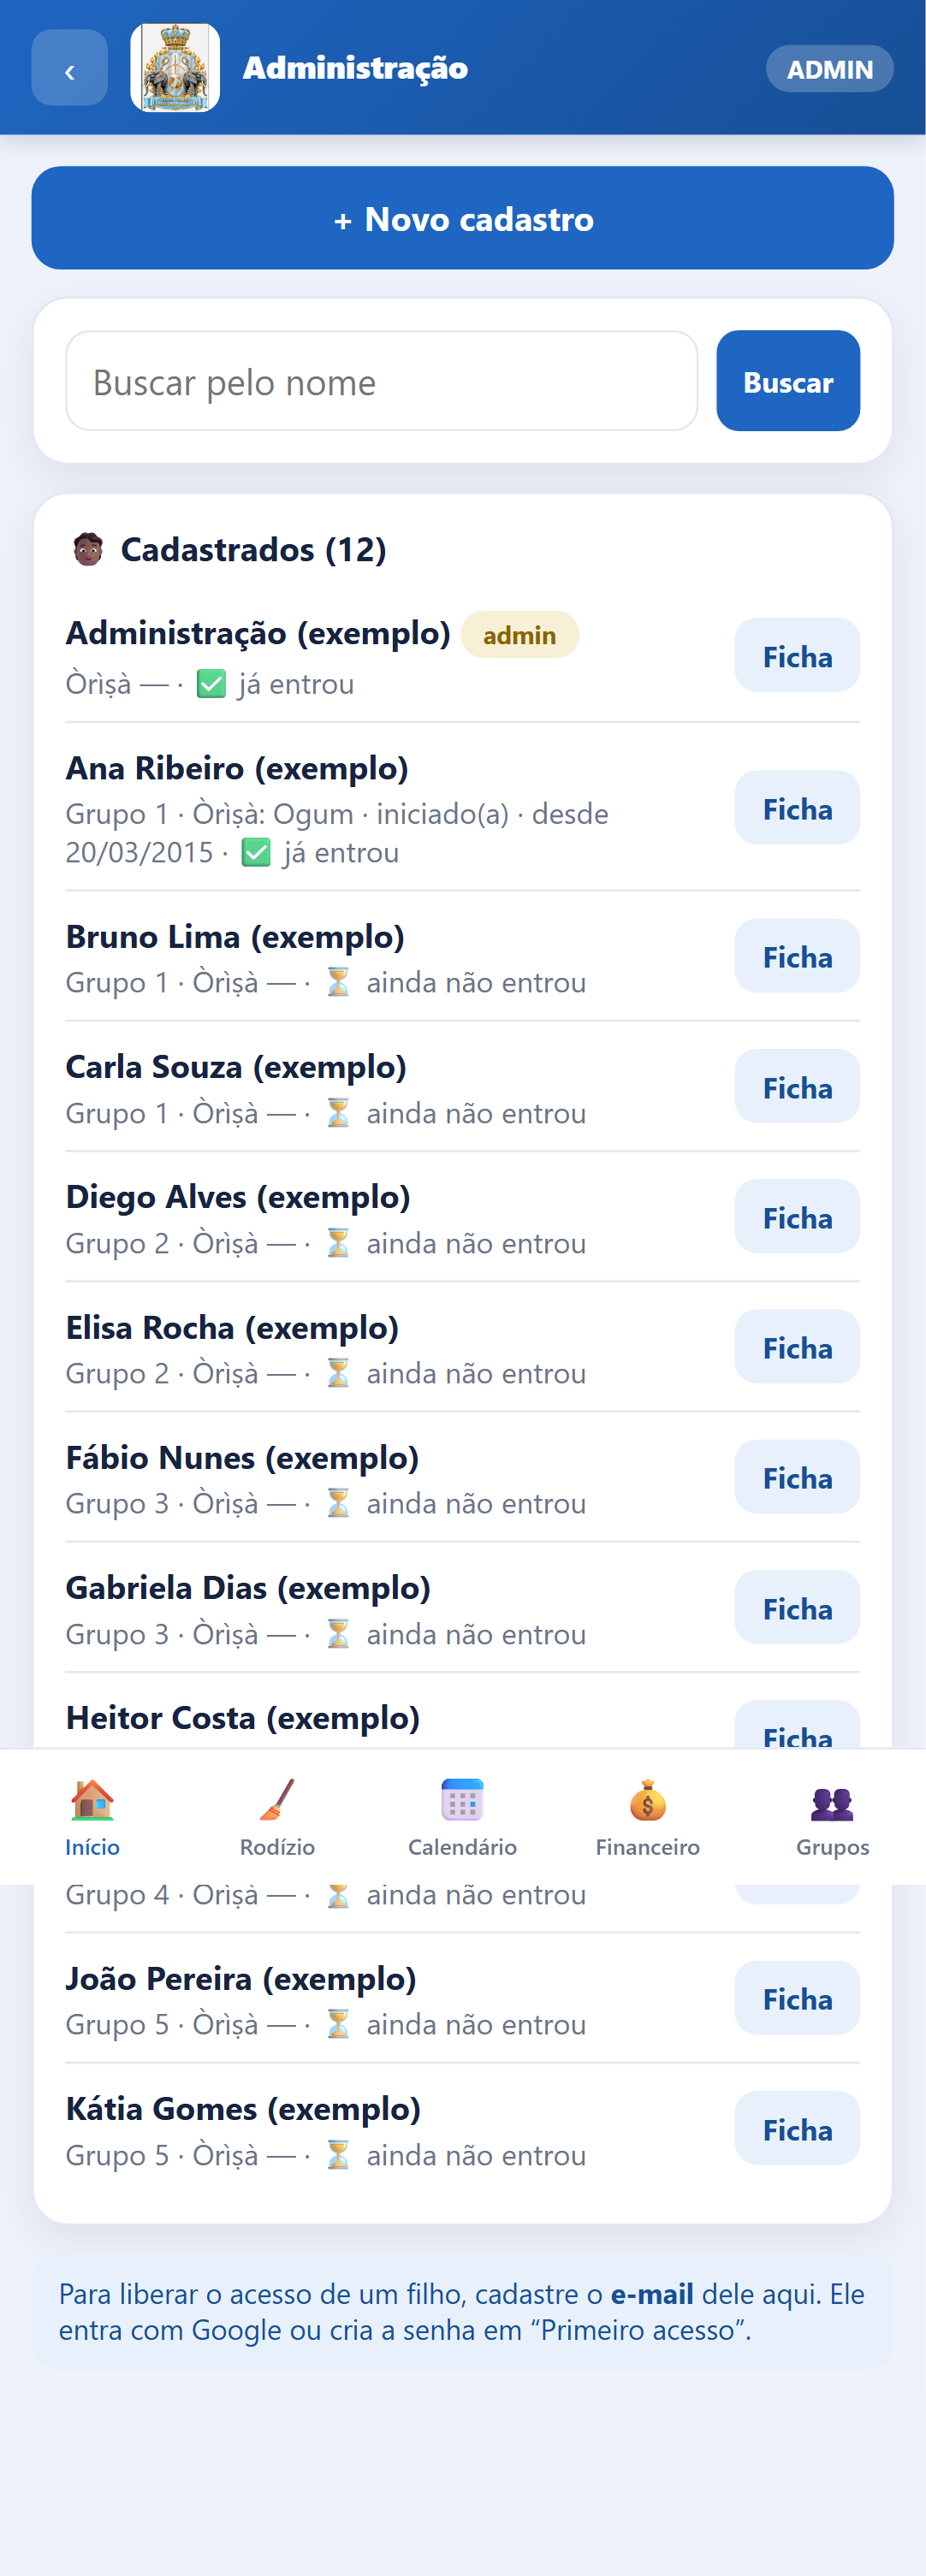 ‹ Administração ADMIN
+ Novo cadastro
Buscar pelo nome Buscar
Cadastrados (12)
Administração (exemplo) admin
Òrìṣà — · ✅ já entrou
Ficha
Ana Ribeiro (exemplo)
Grupo 1 · Òrìṣà: Ogum · iniciado(a) · desde
20/03/2015 · ✅ já entrou
Ficha
Bruno Lima (exemplo)
Grupo 1 · Òrìṣà — · ⏳ ainda não entrou
Ficha
Carla Souza (exemplo)
Grupo 1 · Òrìṣà — · ⏳ ainda não entrou
Ficha
Diego Alves (exemplo)
Grupo 2 · Òrìṣà — · ⏳ ainda não entrou
Ficha
Elisa Rocha (exemplo)
Grupo 2 · Òrìṣà — · ⏳ ainda não entrou
Ficha
Fábio Nunes (exemplo)
Grupo 3 · Òrìṣà — · ⏳ ainda não entrou
Ficha
Gabriela Dias (exemplo)
Grupo 3 · Òrìṣà — · ⏳ ainda não entrou
Ficha
Heitor Costa (exemplo)
Ficha
Início Rodízio Calendário Financeiro Grupos
Grupo 4 · Òrìṣà — · ⏳ ainda não entrou
João Pereira (exemplo)
Grupo 5 · Òrìṣà — · ⏳ ainda não entrou
Ficha
Kátia Gomes (exemplo)
Grupo 5 · Òrìṣà — · ⏳ ainda não entrou
Ficha
Para liberar o acesso de um filho, cadastre o e-mail dele aqui. Ele
entra com Google ou cria a senha em “Primeiro acesso”.